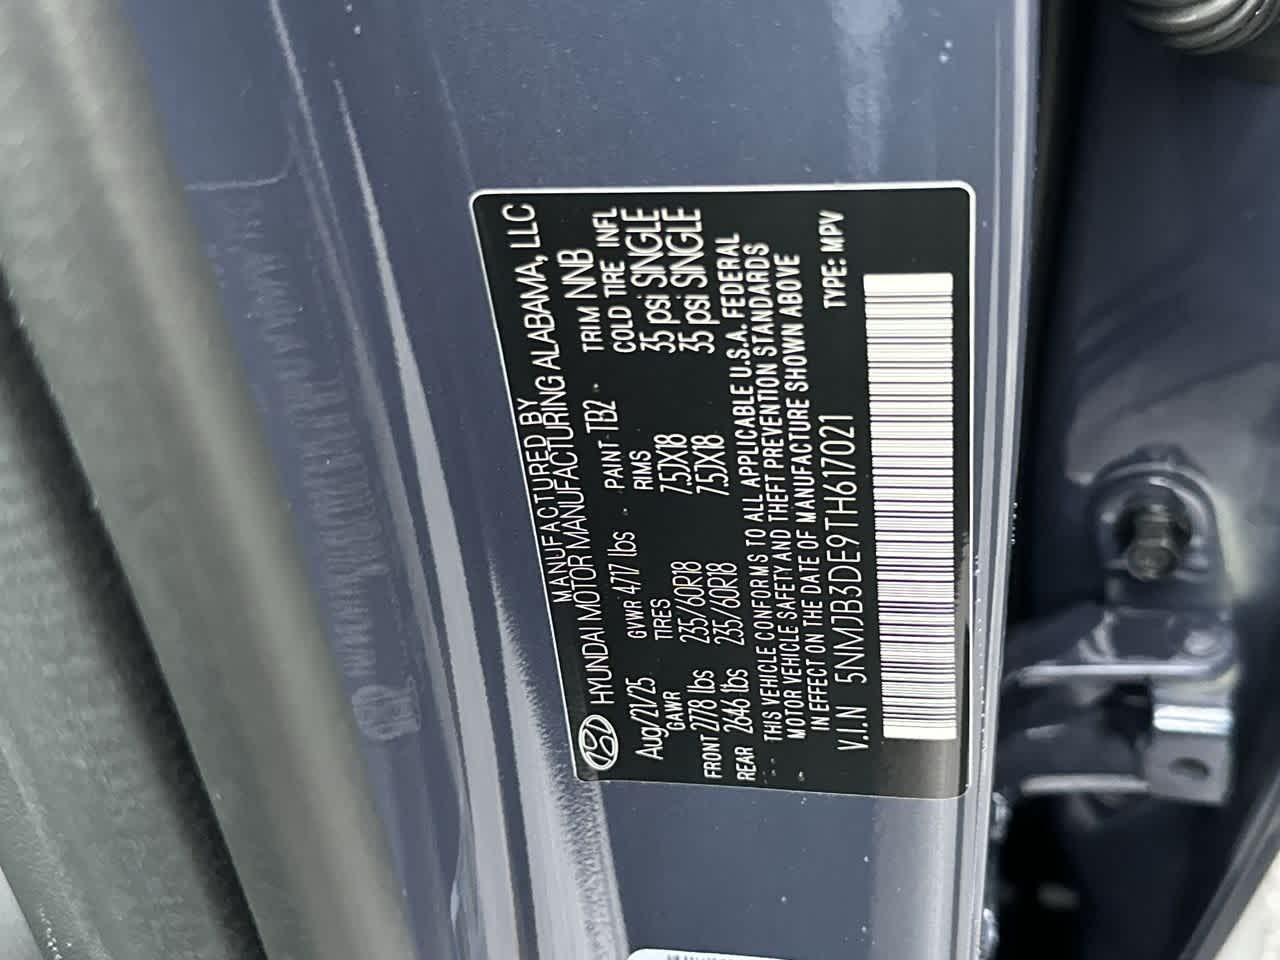 MANUFACTURED BY
HYUNDAI MOTOR MANUFACTURING ALABAMA, LLC
Aug/21/25 GVWR 4717 lbs PAINT TB2 TRIM NNB
GAWR TIRES RIMS COLD TIRE INFL
FRONT 2778 lbs 235/60R18 7.5JX18 35 psi SINGLE
REAR 2646 lbs 235/60R18 7.5JX18 35 psi SINGLE
THIS VEHICLE CONFORMS TO ALL APPLICABLE U.S.A. FEDERAL
MOTOR VEHICLE SAFETY AND THEFT PREVENTION STANDARDS
IN EFFECT ON THE DATE OF MANUFACTURE SHOWN ABOVE
V.I.N 5NMJB3DE9TH617021 TYPE: MPV